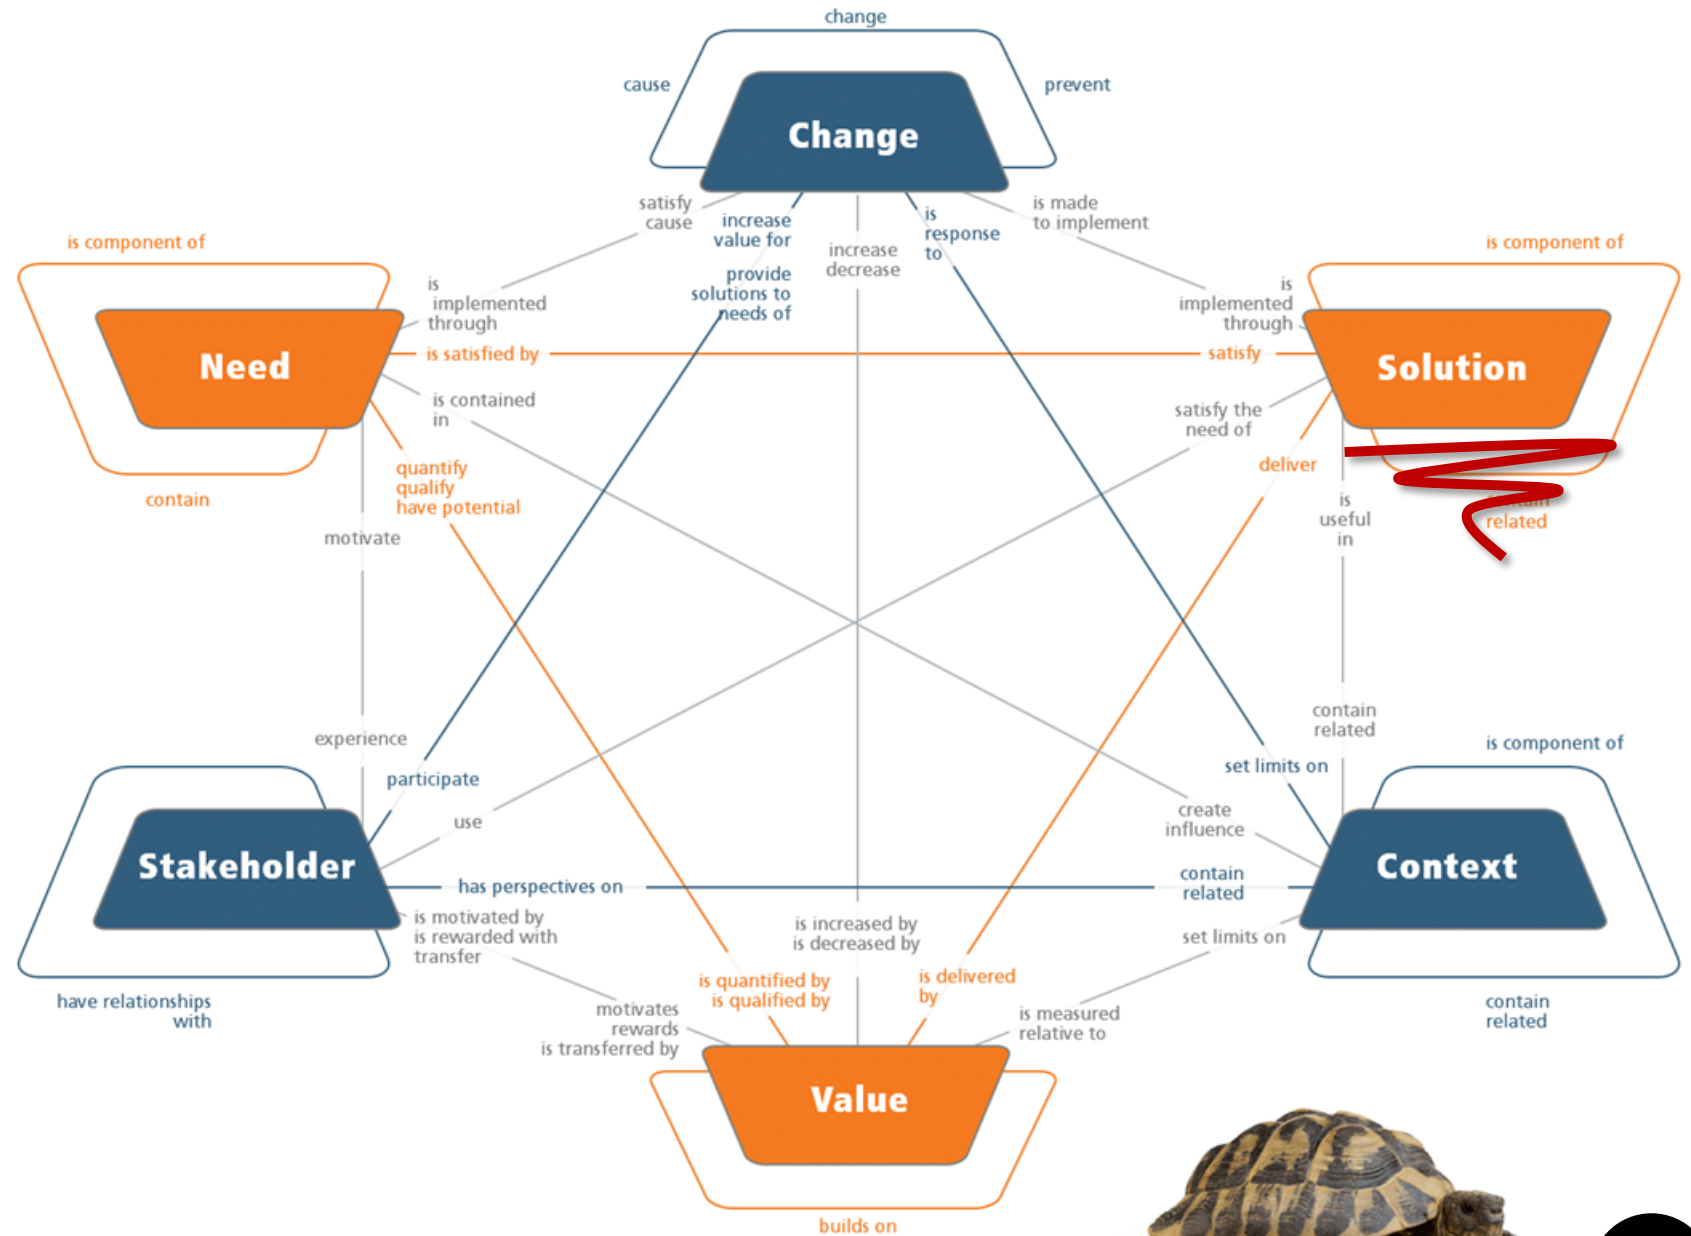 change
cause
prevent
Change
satisfy
cause
increase
value for
provide
solutions to
needs of
increase
decrease
is
response
to
is made
to implement
is component of
Need
contain
is
implemented
through
is satisfied by
is contained
in
quantify
qualify
have potential
motivate
is component of
Solution
is
implemented
through
satisfy
satisfy the
need of
deliver
is
useful
in
related
experience
participate
use
Stakeholder
has perspectives on
is motivated by
is rewarded with
transfer
have relationships
with
contain
related
is component of
set limits on
create
influence
Context
contain
related
set limits on
contain
related
is increased by
is decreased by
is quantified by
is qualified by
is delivered
by
motivates
rewards
is transferred by
is measured
relative to
Value
builds on